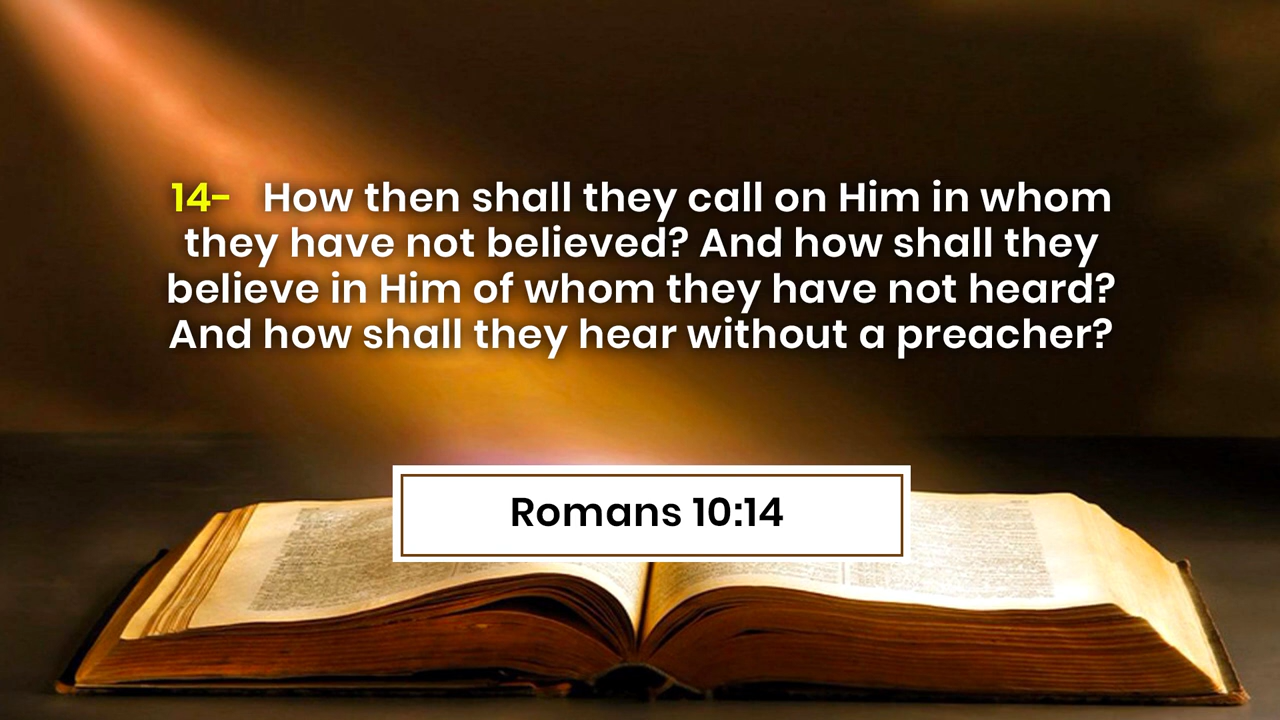 14- How then shall they call on Him in whom
they have not believed? And how shall they
believe in Him of whom they have not heard?
And how shall they hear without a preacher?
Romans 10:14